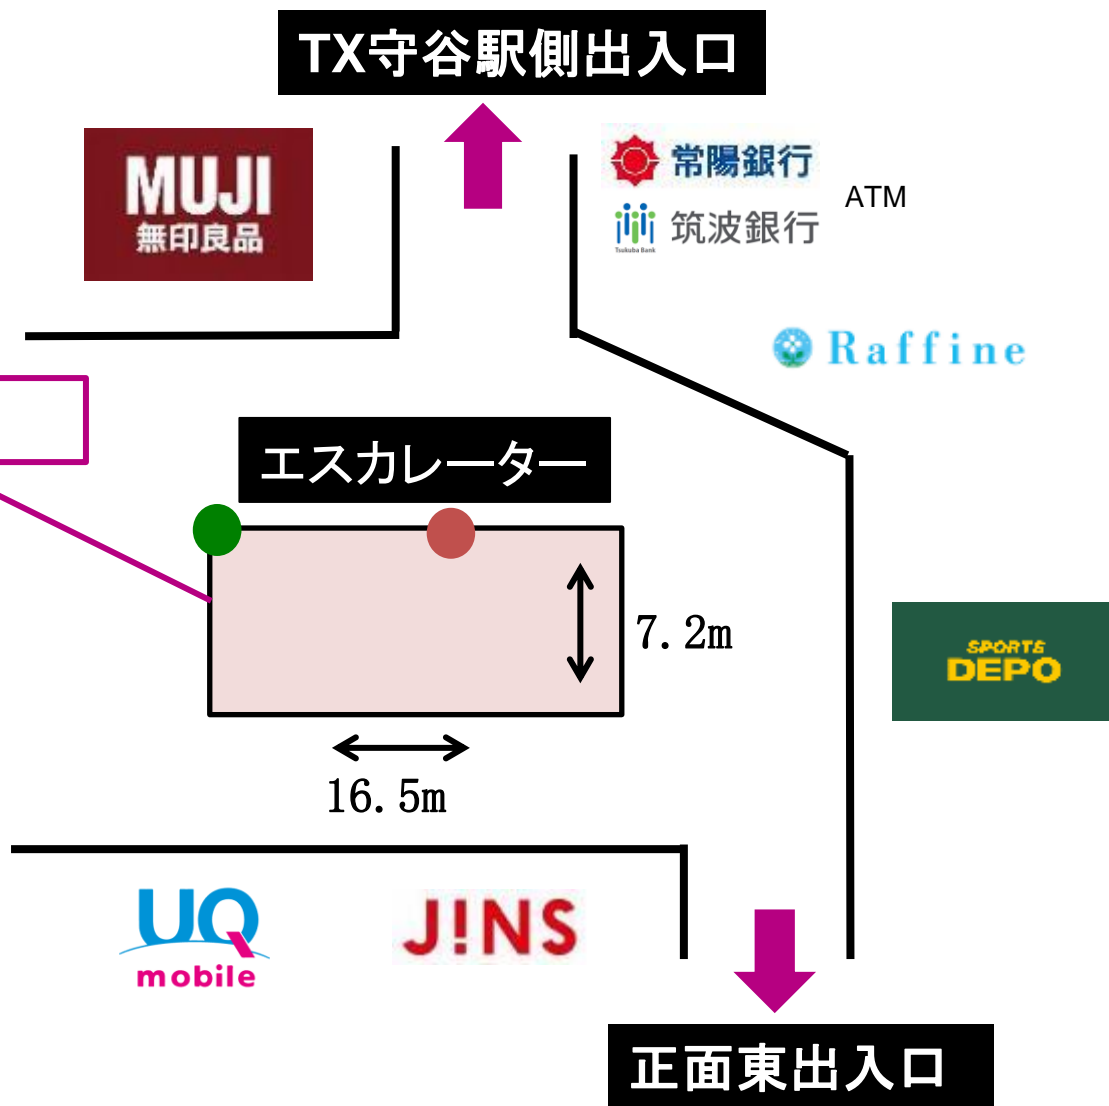 TX守谷駅側出入口
MUJI
無印良品
常陽銀行
筑波銀行
Tsukuba Bank
ATM
Raffine
エスカレーター
7.2m
SPORTS
DEPO
16.5m
UQ
mobile
J!NS
正面東出入口